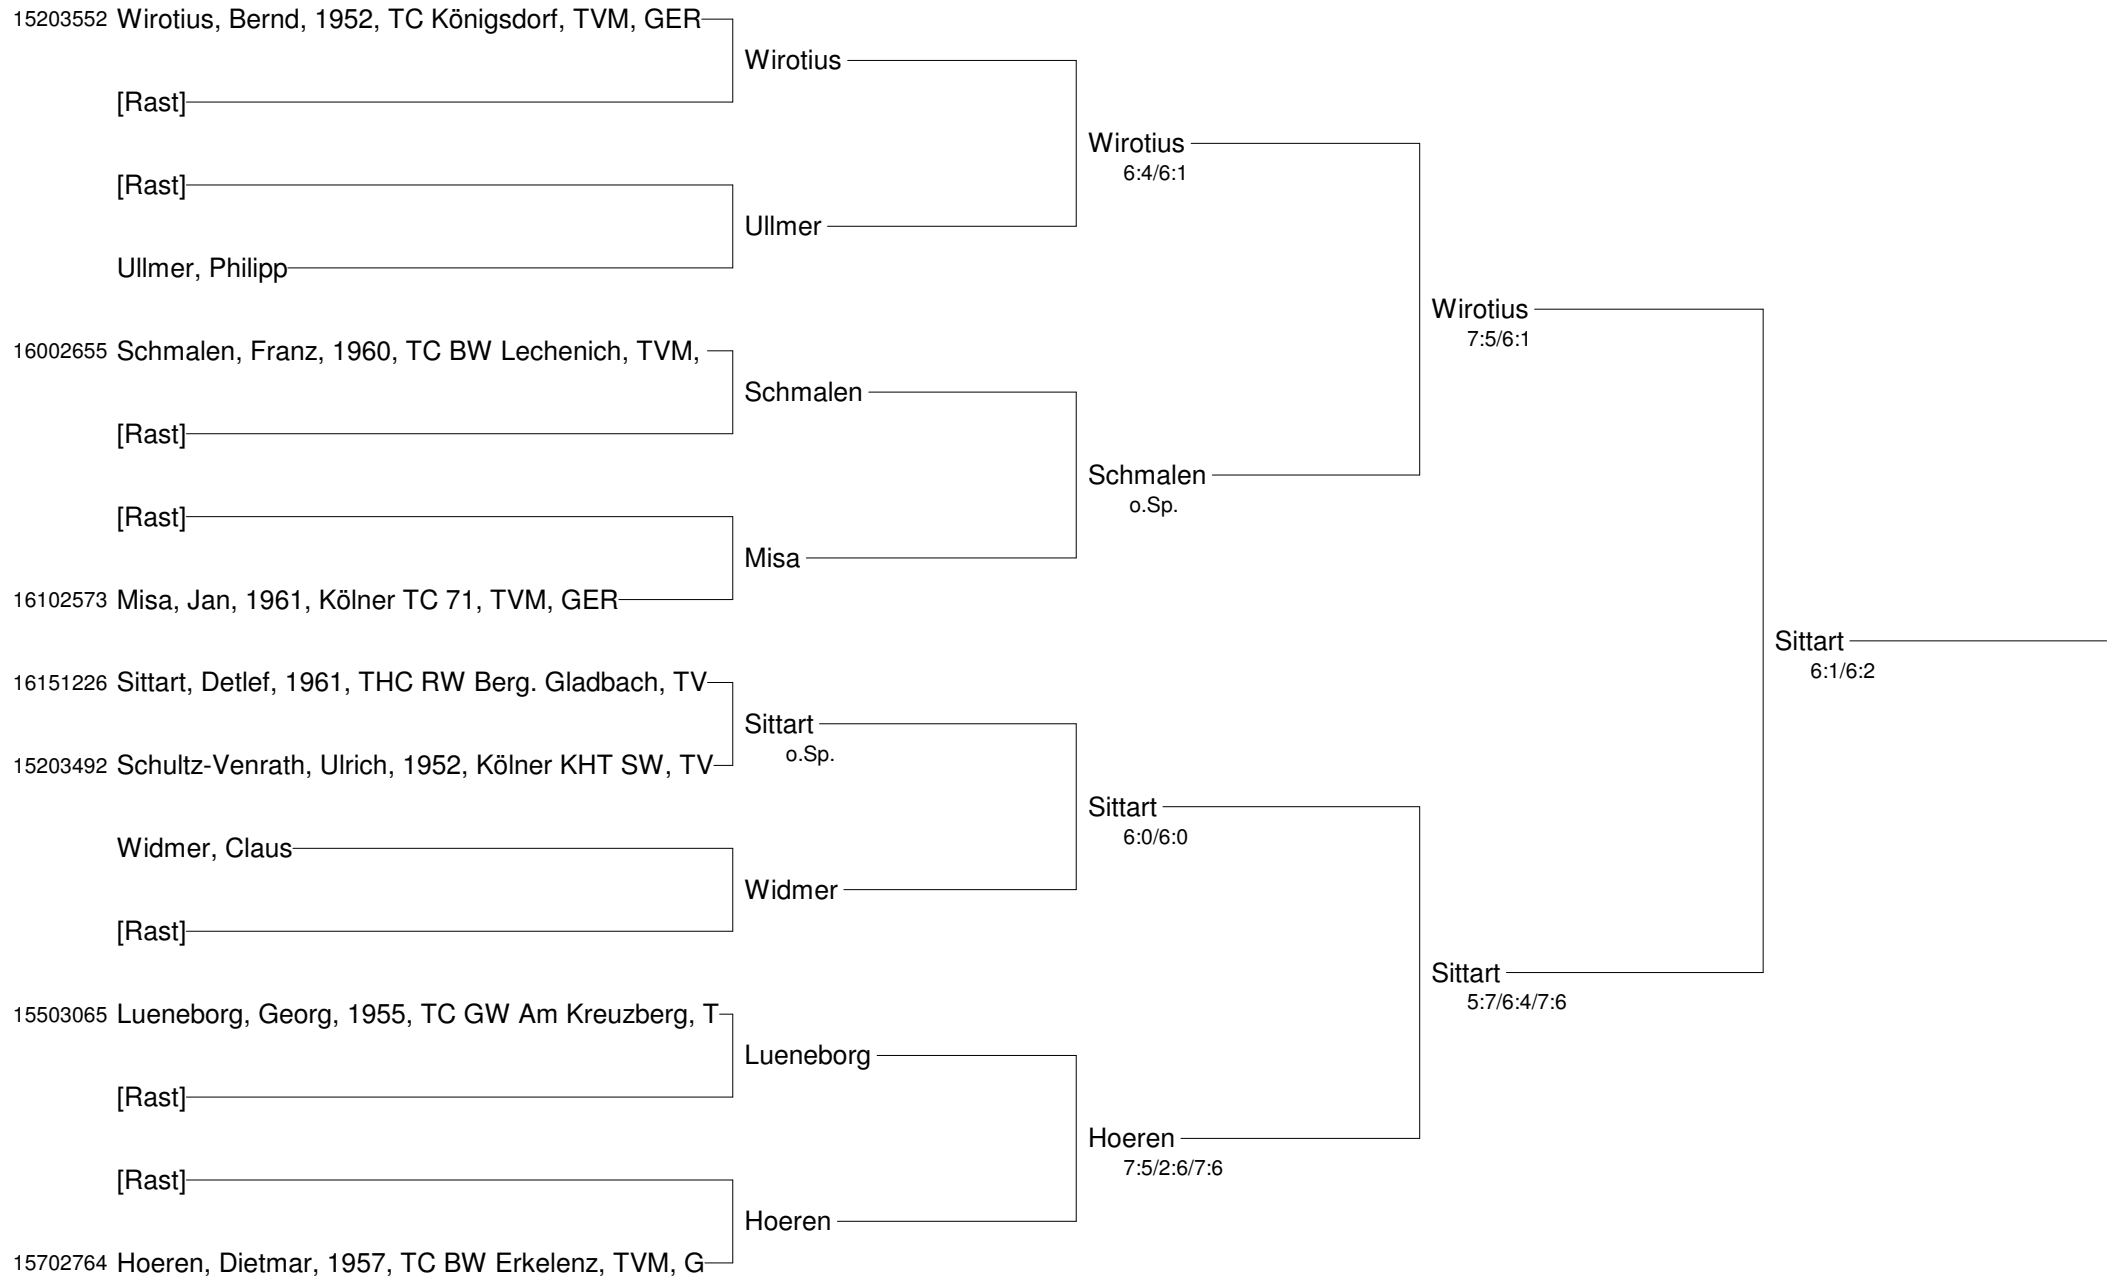 15203552 Wirotius, Bernd, 1952, TC Königsdorf, TVM, GER
Wirotius
[Rast]
Wirotius
6:4/6:1
[Rast]
Ullmer
Ullmer, Philipp
Wirotius
7:5/6:1
16002655 Schmalen, Franz, 1960, TC BW Lechenich, TVM,
Schmalen
[Rast]
Schmalen
o.Sp.
[Rast]
Misa
16102573 Misa, Jan, 1961, Kölner TC 71, TVM, GER
Sittart
6:1/6:2
16151226 Sittart, Detlef, 1961, THC RW Berg. Gladbach, TV
Sittart
o.Sp.
15203492 Schultz-Venrath, Ulrich, 1952, Kölner KHT SW, TV
Sittart
6:0/6:0
Widmer, Claus
Widmer
[Rast]
Sittart
5:7/6:4/7:6
15503065 Lueneborg, Georg, 1955, TC GW Am Kreuzberg, T
Lueneborg
[Rast]
Hoeren
7:5/2:6/7:6
[Rast]
Hoeren
15702764 Hoeren, Dietmar, 1957, TC BW Erkelenz, TVM, G